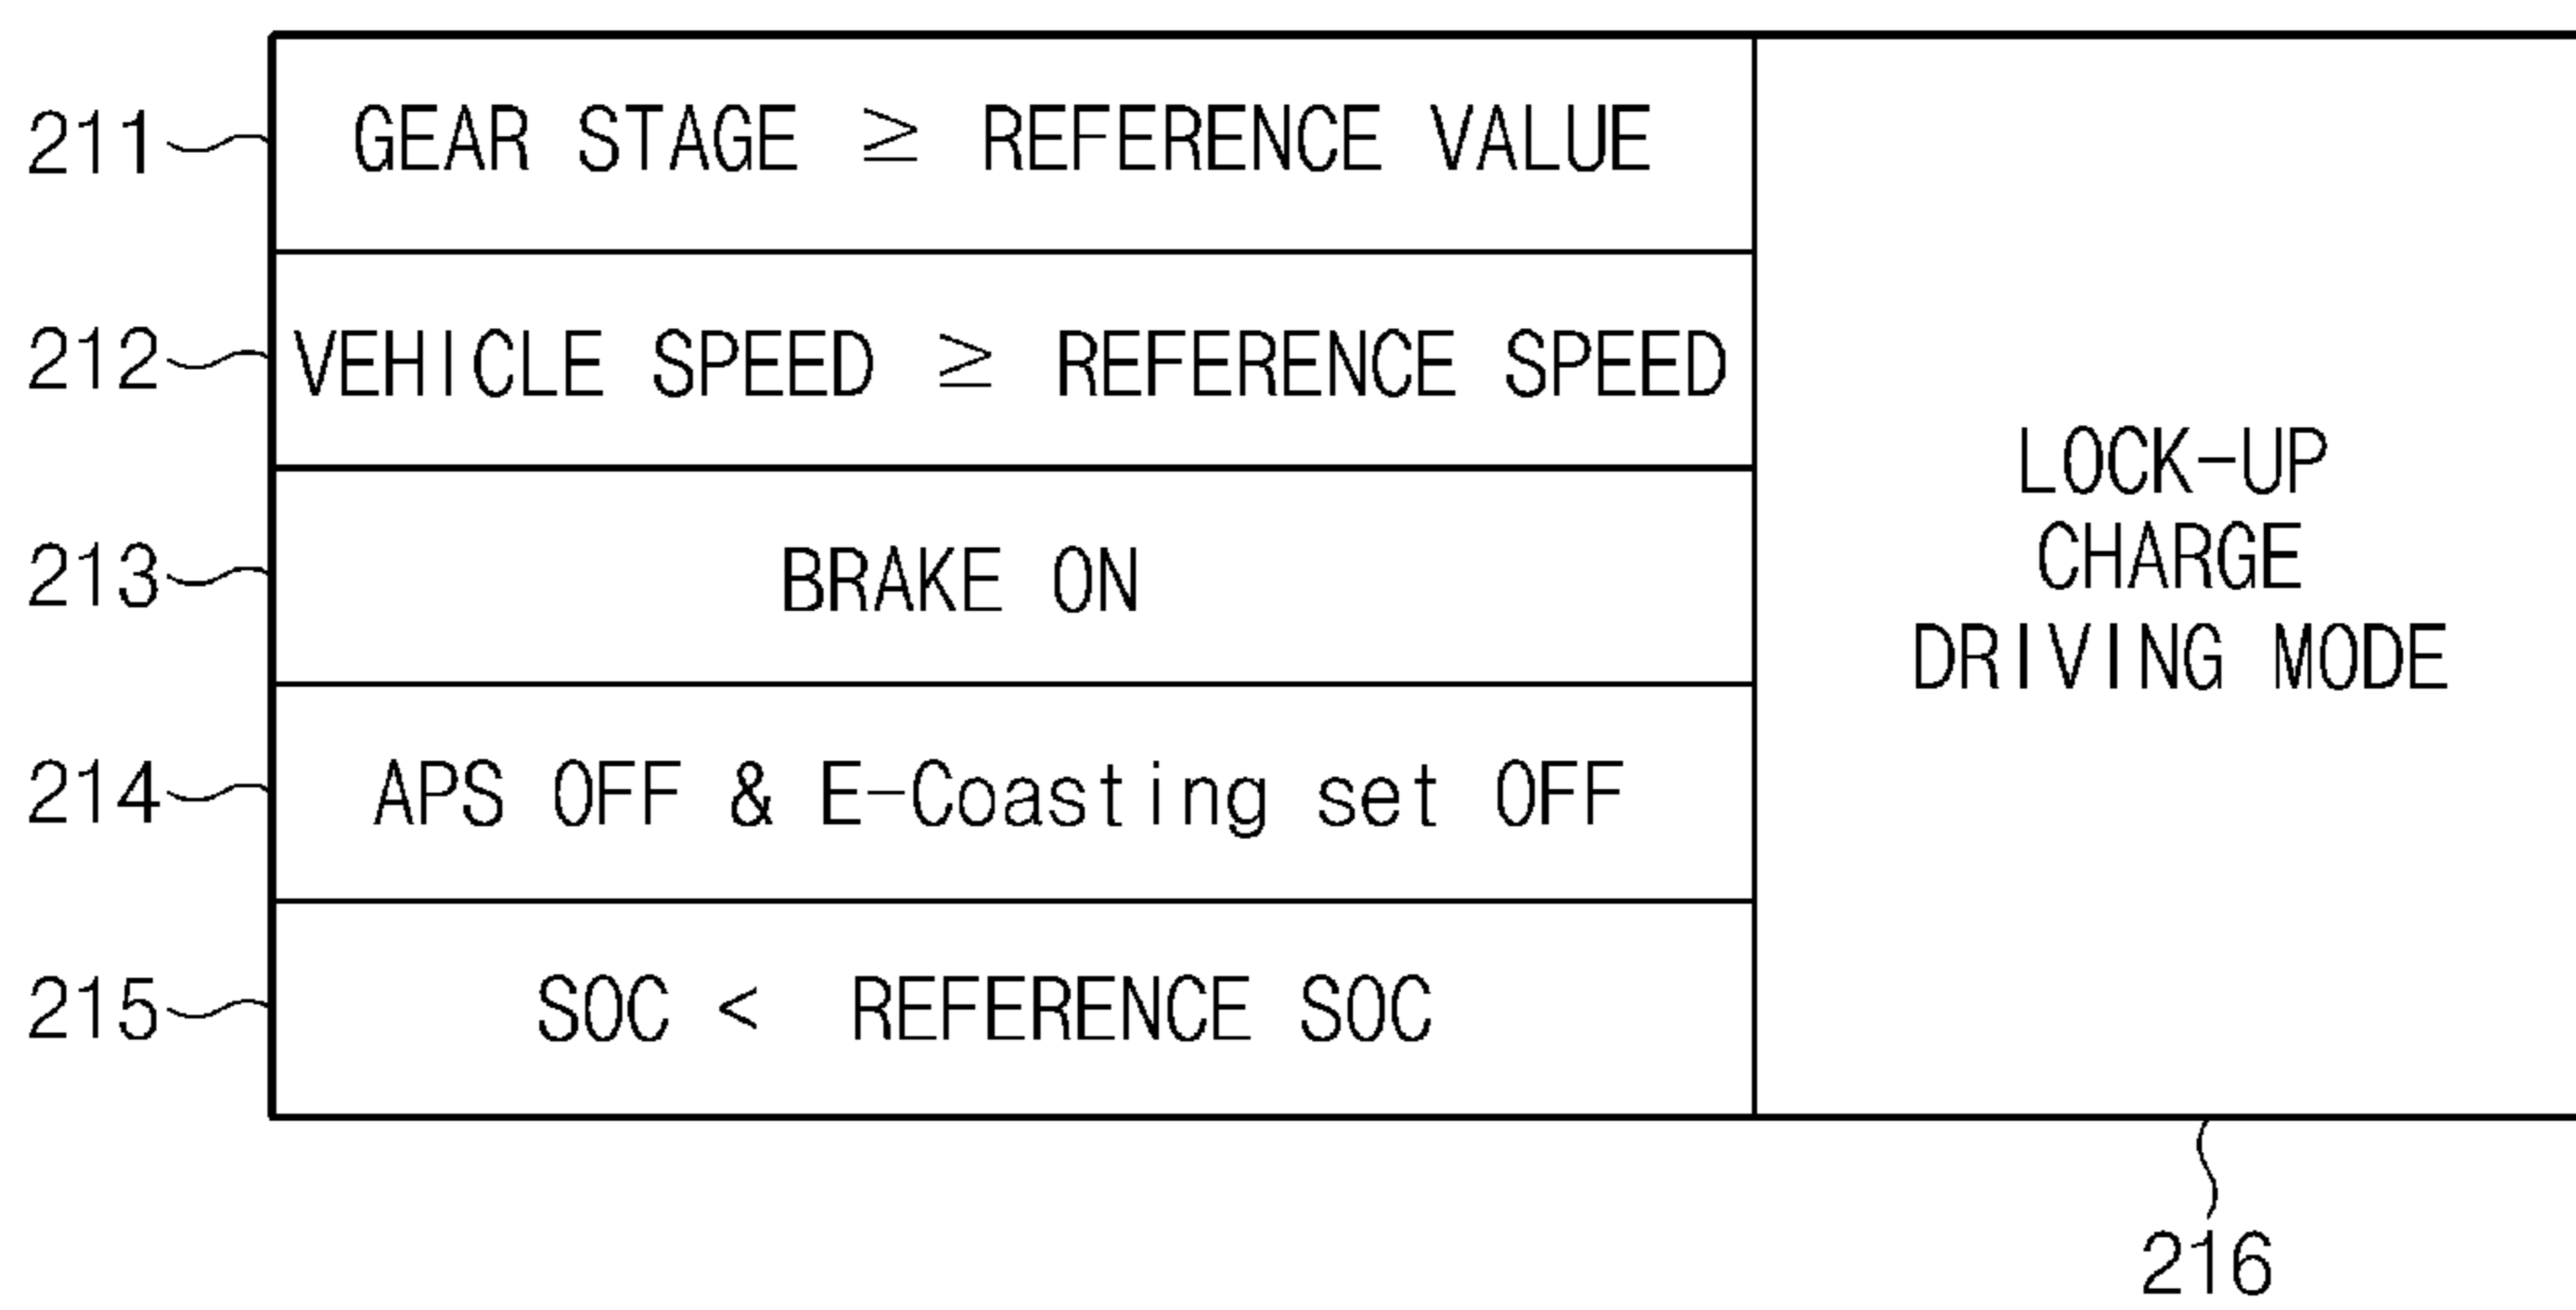 211 GEAR STAGE ≥ REFERENCE VALUE
212 VEHICLE SPEED ≥ REFERENCE SPEED
213 BRAKE ON
214 APS OFF & E-Coasting set OFF
215 SOC < REFERENCE SOC
LOCK-UP
CHARGE
DRIVING MODE
216